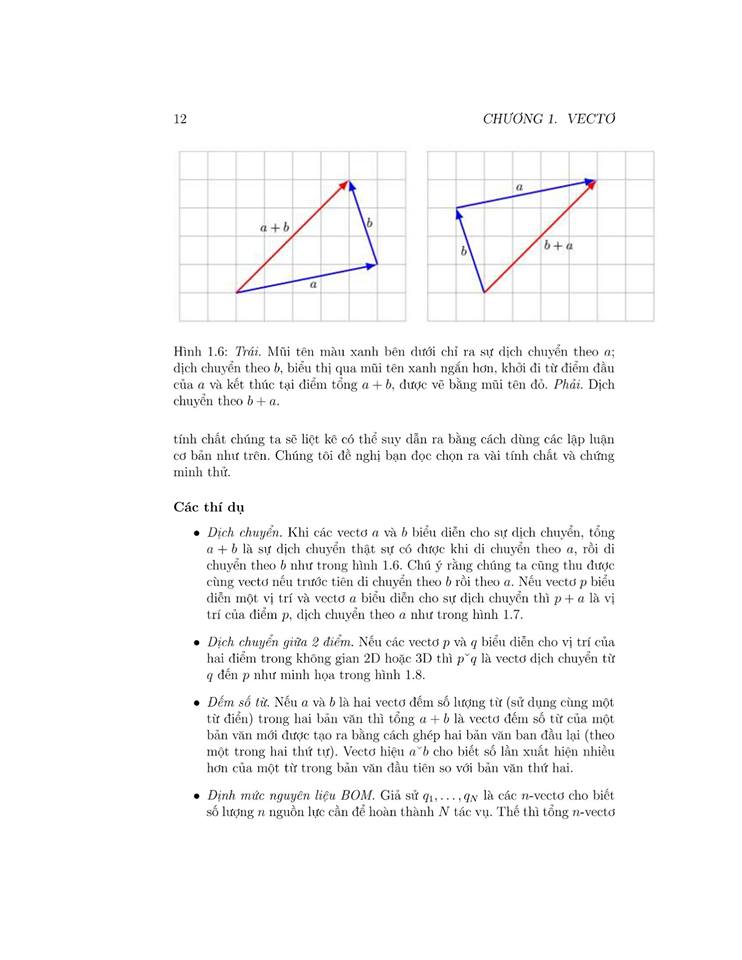 12 CHƯƠNG 1. VECTƠ
a + b
b
a
a
b
b + a
Hình 1.6: Trái. Mũi tên màu xanh bên dưới chỉ ra sự dịch chuyển theo a;
dịch chuyển theo b, biểu thị qua mũi tên xanh ngắn hơn, khởi đi từ điểm đầu
của a và kết thúc tại điểm tổng a + b, được vẽ bằng mũi tên đỏ. Phải. Dịch
chuyển theo b + a.
tính chất chúng ta sẽ liệt kê có thể suy dẫn ra bằng cách dùng các lập luận
cơ bản như trên. Chúng tôi đề nghị bạn đọc chọn ra vài tính chất và chứng
minh thử.
Các thí dụ
• Dịch chuyển. Khi các vectơ a và b biểu diễn cho sự dịch chuyển, tổng
a + b là sự dịch chuyển thật sự có được khi di chuyển theo a, rồi di
chuyển theo b như trong hình 1.6. Chú ý rằng chúng ta cũng thu được
cùng vectơ nếu trước tiên di chuyển theo b rồi theo a. Nếu vectơ p biểu
diễn một vị trí và vectơ a biểu diễn cho sự dịch chuyển thì p + a là vị
trí của điểm p, dịch chuyển theo a như trong hình 1.7.
• Dịch chuyển giữa 2 điểm. Nếu các vectơ p và q biểu diễn cho vị trí của
hai điểm trong không gian 2D hoặc 3D thì p˘q là vectơ dịch chuyển từ
q đến p như minh họa trong hình 1.8.
• Đếm số từ. Nếu a và b là hai vectơ đếm số lượng từ (sử dụng cùng một
từ điển) trong hai bản văn thì tổng a + b là vectơ đếm số từ của một
bản văn mới được tạo ra bằng cách ghép hai bản văn ban đầu lại (theo
một trong hai thứ tự). Vectơ hiệu a˘b cho biết số lần xuất hiện nhiều
hơn của một từ trong bản văn đầu tiên so với bản văn thứ hai.
• Định mức nguyên liệu BOM. Giả sử q₁, . . . , q_N là các n-vectơ cho biết
số lượng n nguồn lực cần để hoàn thành N tác vụ. Thế thì tổng n-vectơ